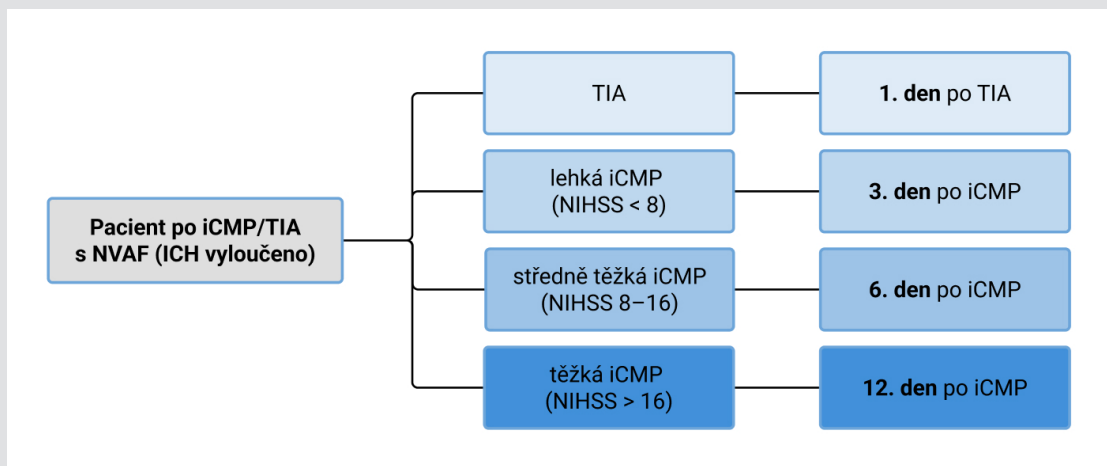 Pacient po iCMP/TIA
s NVAF (ICH vyloučeno)
TIA
1. den po TIA
lehká iCMP
(NIHSS < 8)
3. den po iCMP
středně těžká iCMP
(NIHSS 8–16)
6. den po iCMP
těžká iCMP
(NIHSS > 16)
12. den po iCMP